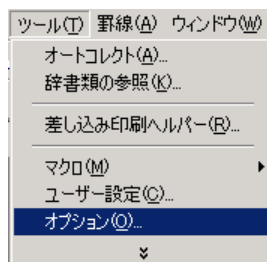 ツール(T) 罫線(A) ウィンドウ(W)
オートコレクト(A)...
辞書類の参照(K)...
差し込み印刷ヘルパー(R)...
マクロ(M)
ユーザー設定(C)...
オプション(O)...